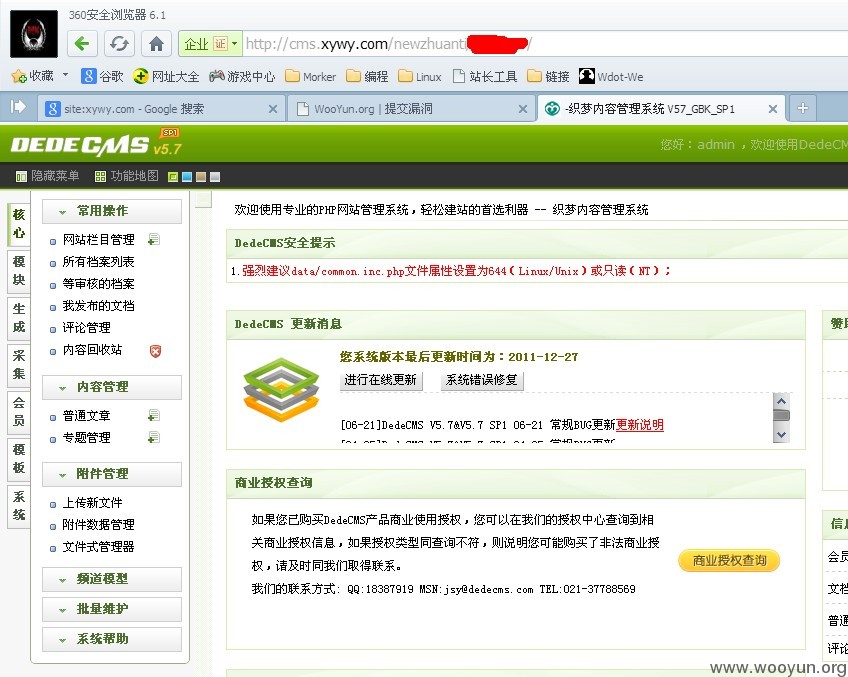 360安全浏览器 6.1
企业 证 http://cms.xywy.com/newzhuanti
收藏 谷歌 网址大全 游戏中心 Morker 编程 Linux 站长工具 链接 Wdot-We
site:xywy.com - Google 搜索 WooYun.org | 提交漏洞 -织梦内容管理系统 V57_GBK_SP1
DEDECMS v5.7 SP1
您好：admin ，欢迎使用DedeCM
隐藏菜单 功能地图
核心
模块
生成
采集
会员
模板
系统
常用操作
网站栏目管理
所有档案列表
等审核的档案
我发布的文档
评论管理
内容回收站
内容管理
普通文章
专题管理
附件管理
上传新文件
附件数据管理
文件式管理器
频道模型
批量维护
系统帮助
欢迎使用专业的PHP网站管理系统，轻松建站的首选利器 -- 织梦内容管理系统
DedeCMS安全提示
1.强烈建议data/common.inc.php文件属性设置为644（Linux/Unix）或只读（NT）；
DedeCMS 更新消息
您系统版本最后更新时间为：2011-12-27
进行在线更新 系统错误修复
[06-21]DedeCMS V5.7&V5.7 SP1 06-21 常规BUG更新更新说明
商业授权查询
如果您已购买DedeCMS产品商业使用授权，您可以在我们的授权中心查询到相
关商业授权信息，如果授权类型同查询不符，则说明您可能购买了非法商业授
权，请及时同我们取得联系。
我们的联系方式: QQ:18387919 MSN:jsy@dedecms.com TEL:021-37788569
商业授权查询
赞
信
会员
文档
普通
评论
www.wooyun.org